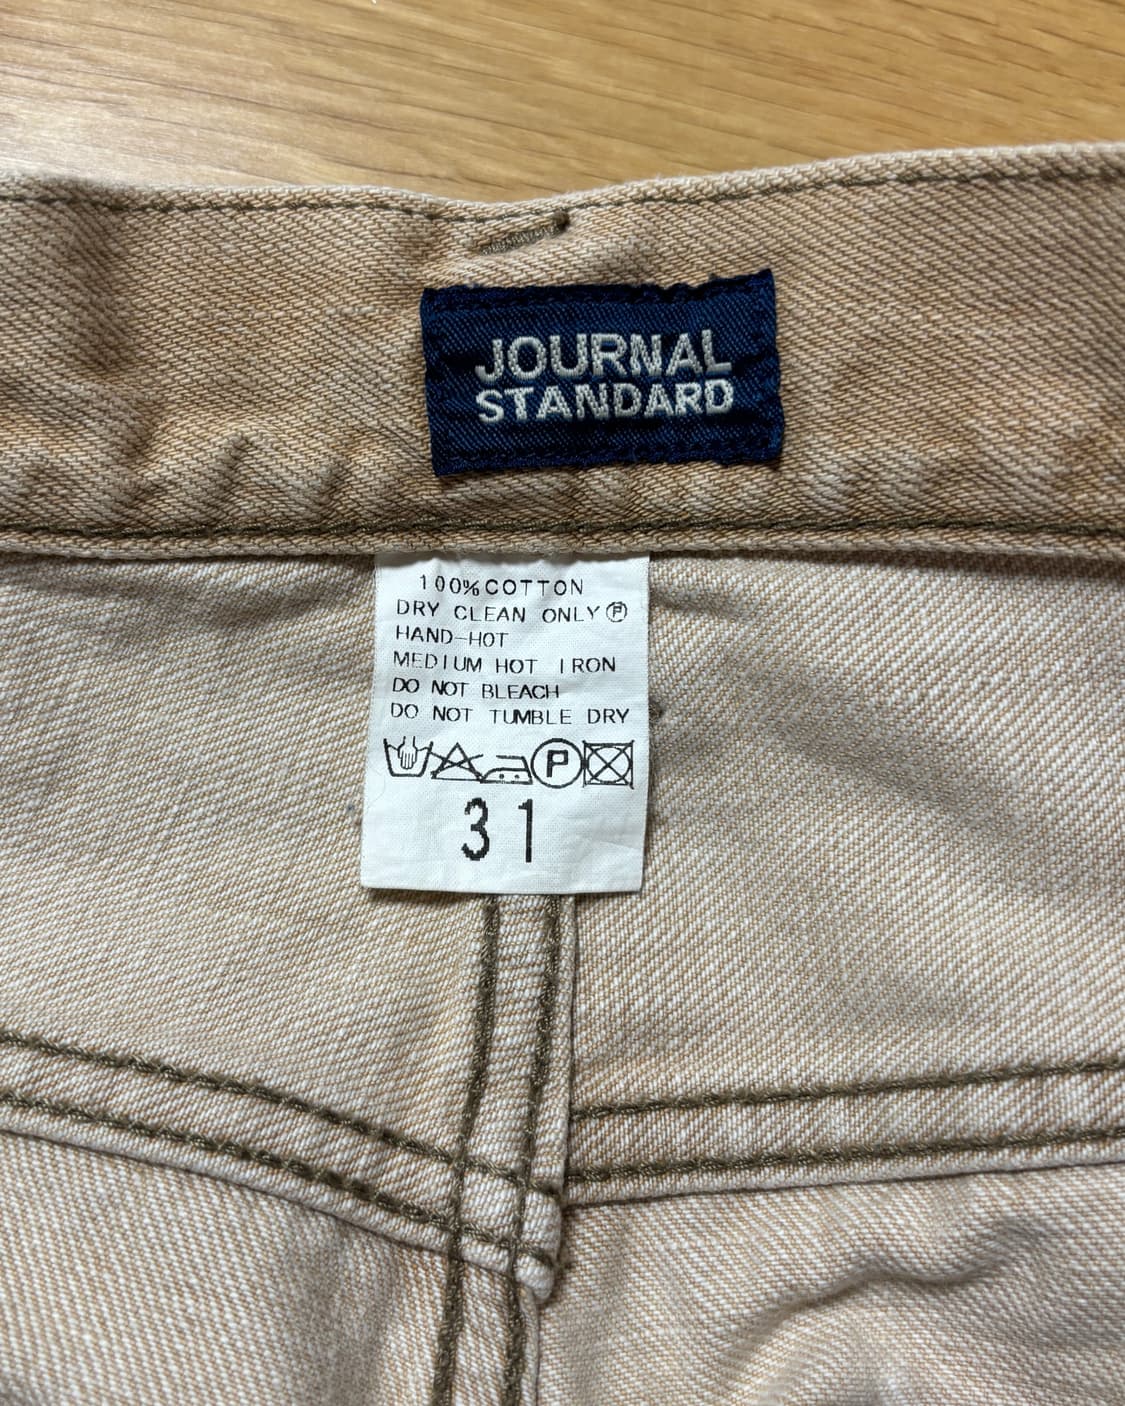 JOURNAL
STANDARD
100% COTTON
DRY CLEAN ONLY Ⓟ
HAND-HOT
MEDIUM HOT IRON
DO NOT BLEACH
DO NOT TUMBLE DRY
P
31